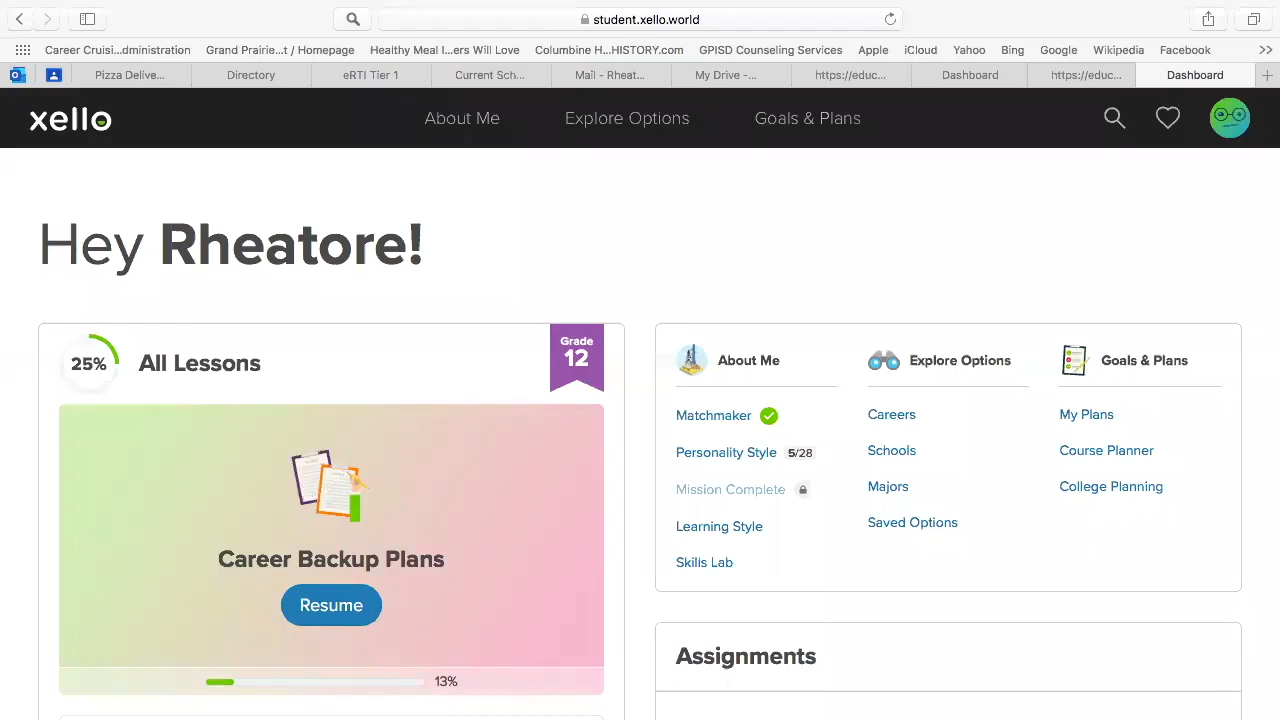 student.xello.world
Career Cruisi...dministration Grand Prairie...t / Homepage Healthy Meal I...ers Will Love Columbine H...HISTORY.com GPISD Counseling Services Apple iCloud Yahoo Bing Google Wikipedia Facebook
Pizza Delive... Directory eRTI Tier 1 Current Sch... Mail - Rheat... My Drive -... https://educ... Dashboard https://educ... Dashboard
xello About Me Explore Options Goals & Plans
Hey Rheatore!
25% All Lessons
Grade
12
Career Backup Plans
Resume
13%
About Me
Matchmaker
Personality Style 5/28
Mission Complete
Learning Style
Skills Lab
Explore Options
Careers
Schools
Majors
Saved Options
Goals & Plans
My Plans
Course Planner
College Planning
Assignments